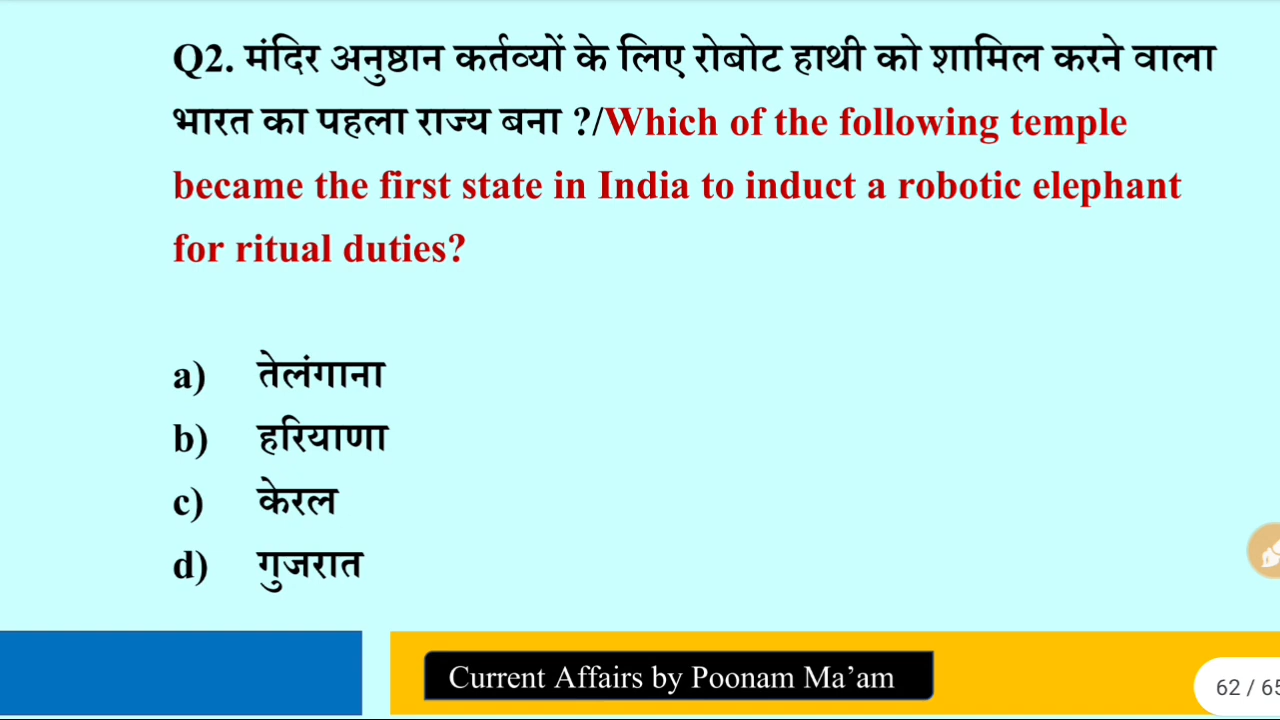 Q2. मंदिर अनुष्ठान कर्तव्यों के लिए रोबोट हाथी को शामिल करने वाला
भारत का पहला राज्य बना ?/Which of the following temple
became the first state in India to induct a robotic elephant
for ritual duties?
a) तेलंगाना
b) हरियाणा
c) केरल
d) गुजरात
Current Affairs by Poonam Ma’am
62 / 65